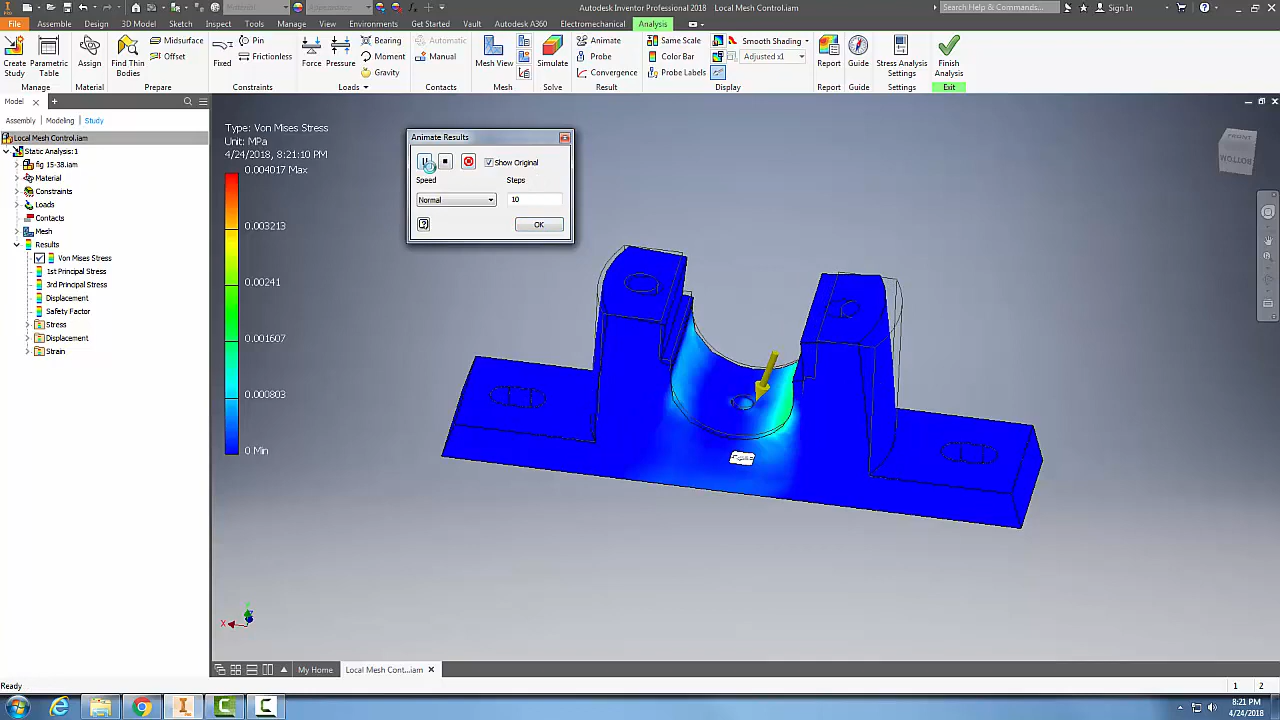 Autodesk Inventor Professional 2018 - Local Mesh Control.iam
Search Help & Commands...
Sign In
File
Assembly
Design
3D Model
Sketch
Inspect
Tools
Manage
View
Environments
Get Started
Vault
Autodesk A360
Electromechanical
Analysis
Create Study
Parametric Table
Manage
Assign
Material
Find Thin Bodies
Midsurface
Offset
Prepare
Fixed
Pin
Frictionless
Constraints
Force
Pressure
Bearing
Moment
Gravity
Loads
Automatic
Manual
Contacts
Mesh View
Mesh
Simulate
Solve
Animate
Probe
Convergence
Result
Same Scale
Color Bar
Probe Labels
Smooth Shading
Adjusted x1
Display
Report
Report
Guide
Guide
Stress Analysis Settings
Settings
Finish Analysis
Exit
Model
Assembly
Modeling
Study
Local Mesh Control.iam
Static Analysis:1
fig 15-38.iam
Material
Constraints
Loads
Contacts
Mesh
Results
Von Mises Stress
1st Principal Stress
3rd Principal Stress
Displacement
Safety Factor
Stress
Displacement
Strain
Type: Von Mises Stress
Unit: MPa
4/24/2018, 8:21:10 PM
0.004017 Max
0.003213
0.00241
0.001607
0.000803
0 Min
Animate Results
Show Original
Speed
Steps
Normal
10
OK
FRONT
X
My Home
Local Mesh Cont...iam
Ready
1
2
8:21 PM
4/24/2018